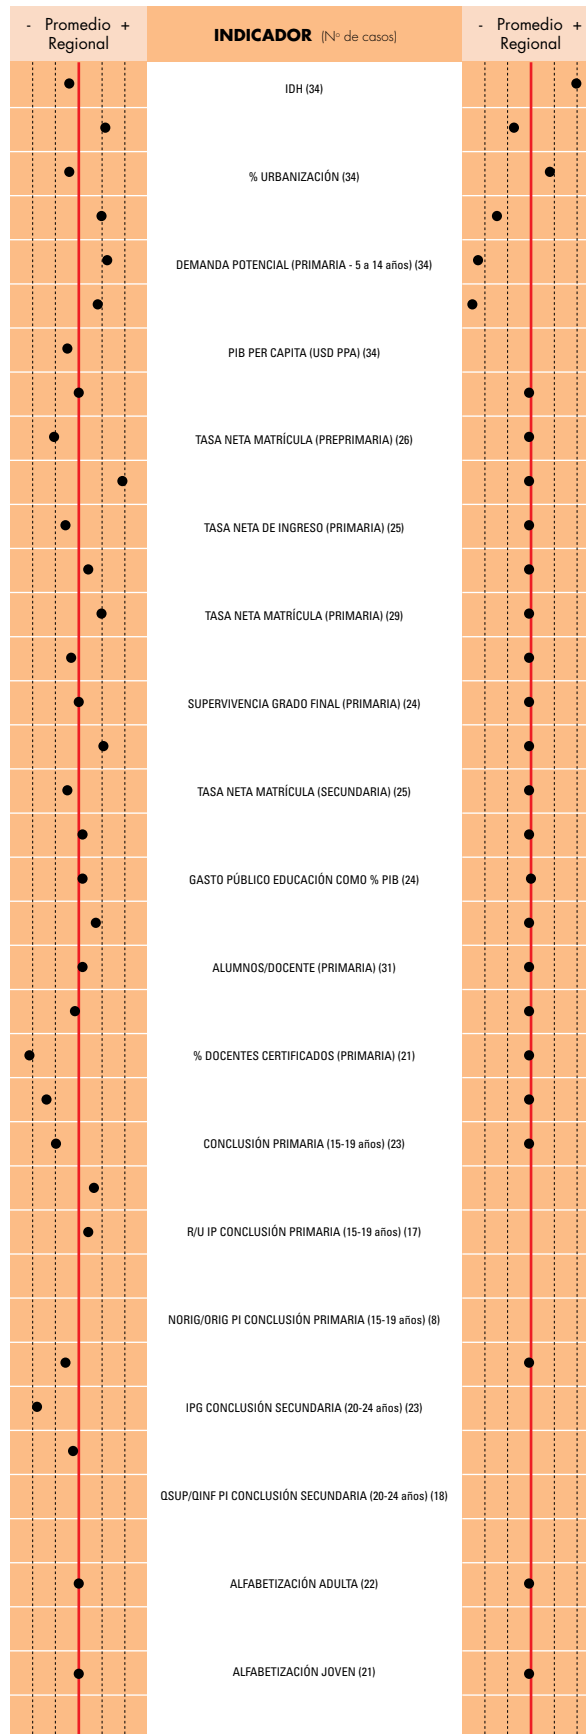 - Promedio +
Regional
INDICADOR (Nº de casos)
- Promedio +
Regional
IDH (34)
% URBANIZACIÓN (34)
DEMANDA POTENCIAL (PRIMARIA - 5 a 14 años) (34)
PIB PER CAPITA (USD PPA) (34)
TASA NETA MATRÍCULA (PREPRIMARIA) (26)
TASA NETA DE INGRESO (PRIMARIA) (25)
TASA NETA MATRÍCULA (PRIMARIA) (29)
SUPERVIVENCIA GRADO FINAL (PRIMARIA) (24)
TASA NETA MATRÍCULA (SECUNDARIA) (25)
GASTO PÚBLICO EDUCACIÓN COMO % PIB (24)
ALUMNOS/DOCENTE (PRIMARIA) (31)
% DOCENTES CERTIFICADOS (PRIMARIA) (21)
CONCLUSIÓN PRIMARIA (15-19 años) (23)
R/U IP CONCLUSIÓN PRIMARIA (15-19 años) (17)
NORIG/ORIG PI CONCLUSIÓN PRIMARIA (15-19 años) (8)
IPG CONCLUSIÓN SECUNDARIA (20-24 años) (23)
QSUP/QINF PI CONCLUSIÓN SECUNDARIA (20-24 años) (18)
ALFABETIZACIÓN ADULTA (22)
ALFABETIZACIÓN JOVEN (21)